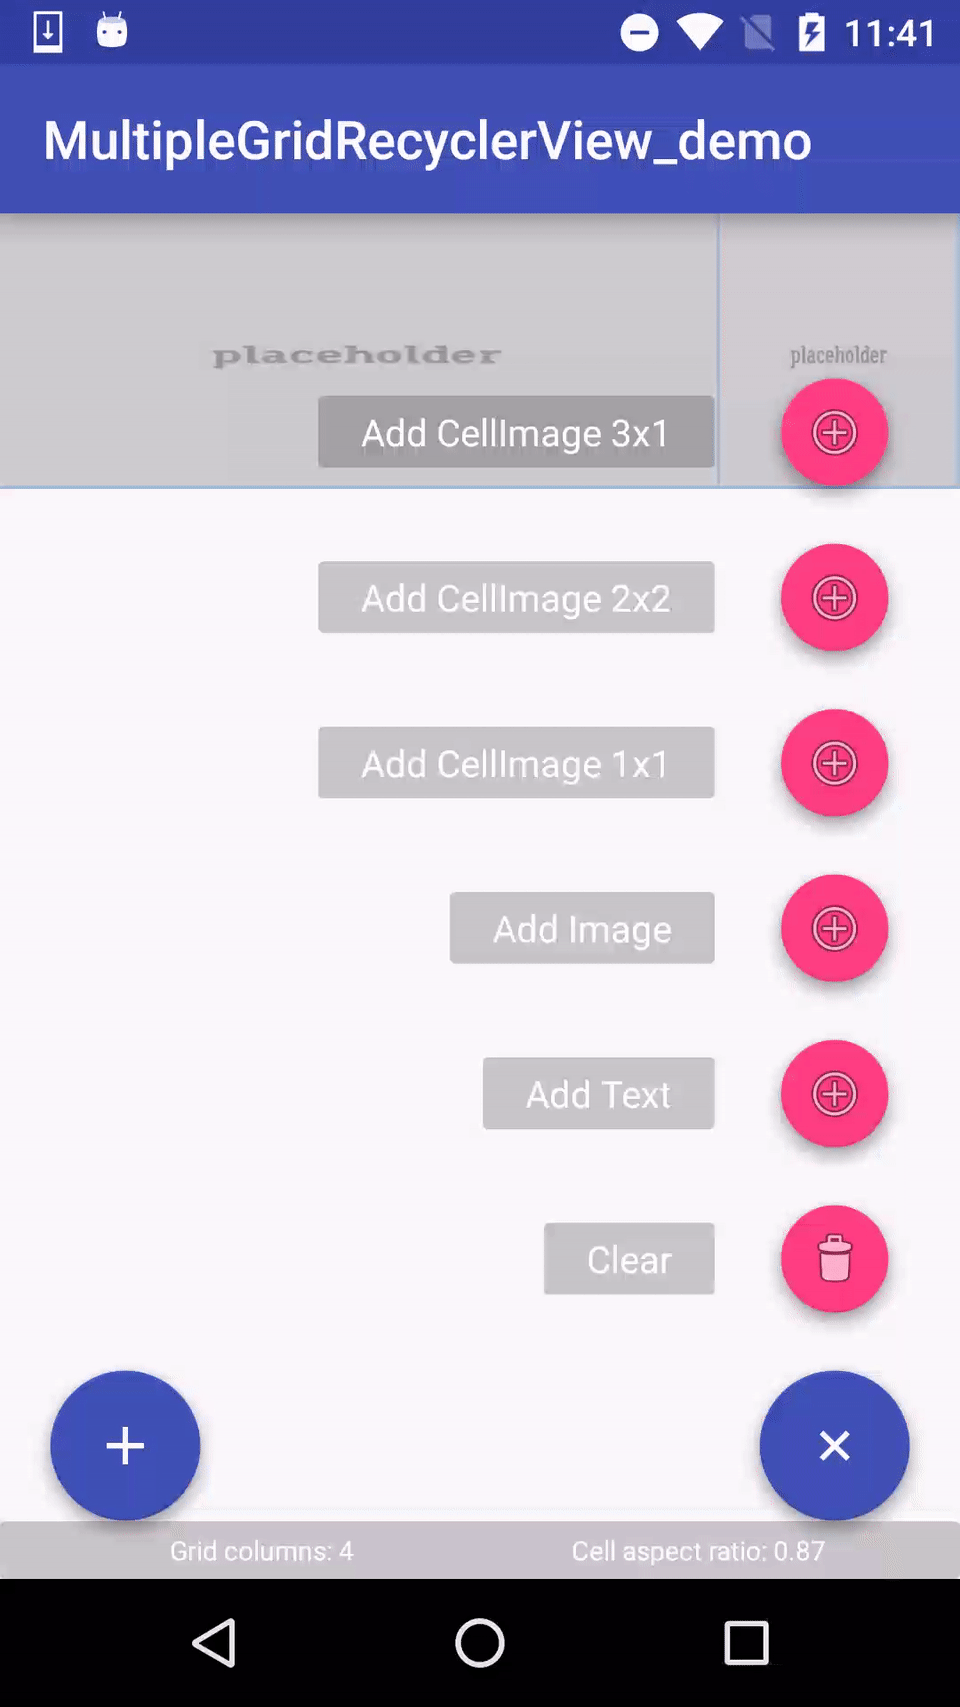 11:41
MultipleGridRecyclerView_demo
placeholder placeholder
Add CellImage 3x1
Add CellImage 2x2
Add CellImage 1x1
Add Image
Add Text
Clear
Grid columns: 4 Cell aspect ratio: 0.87